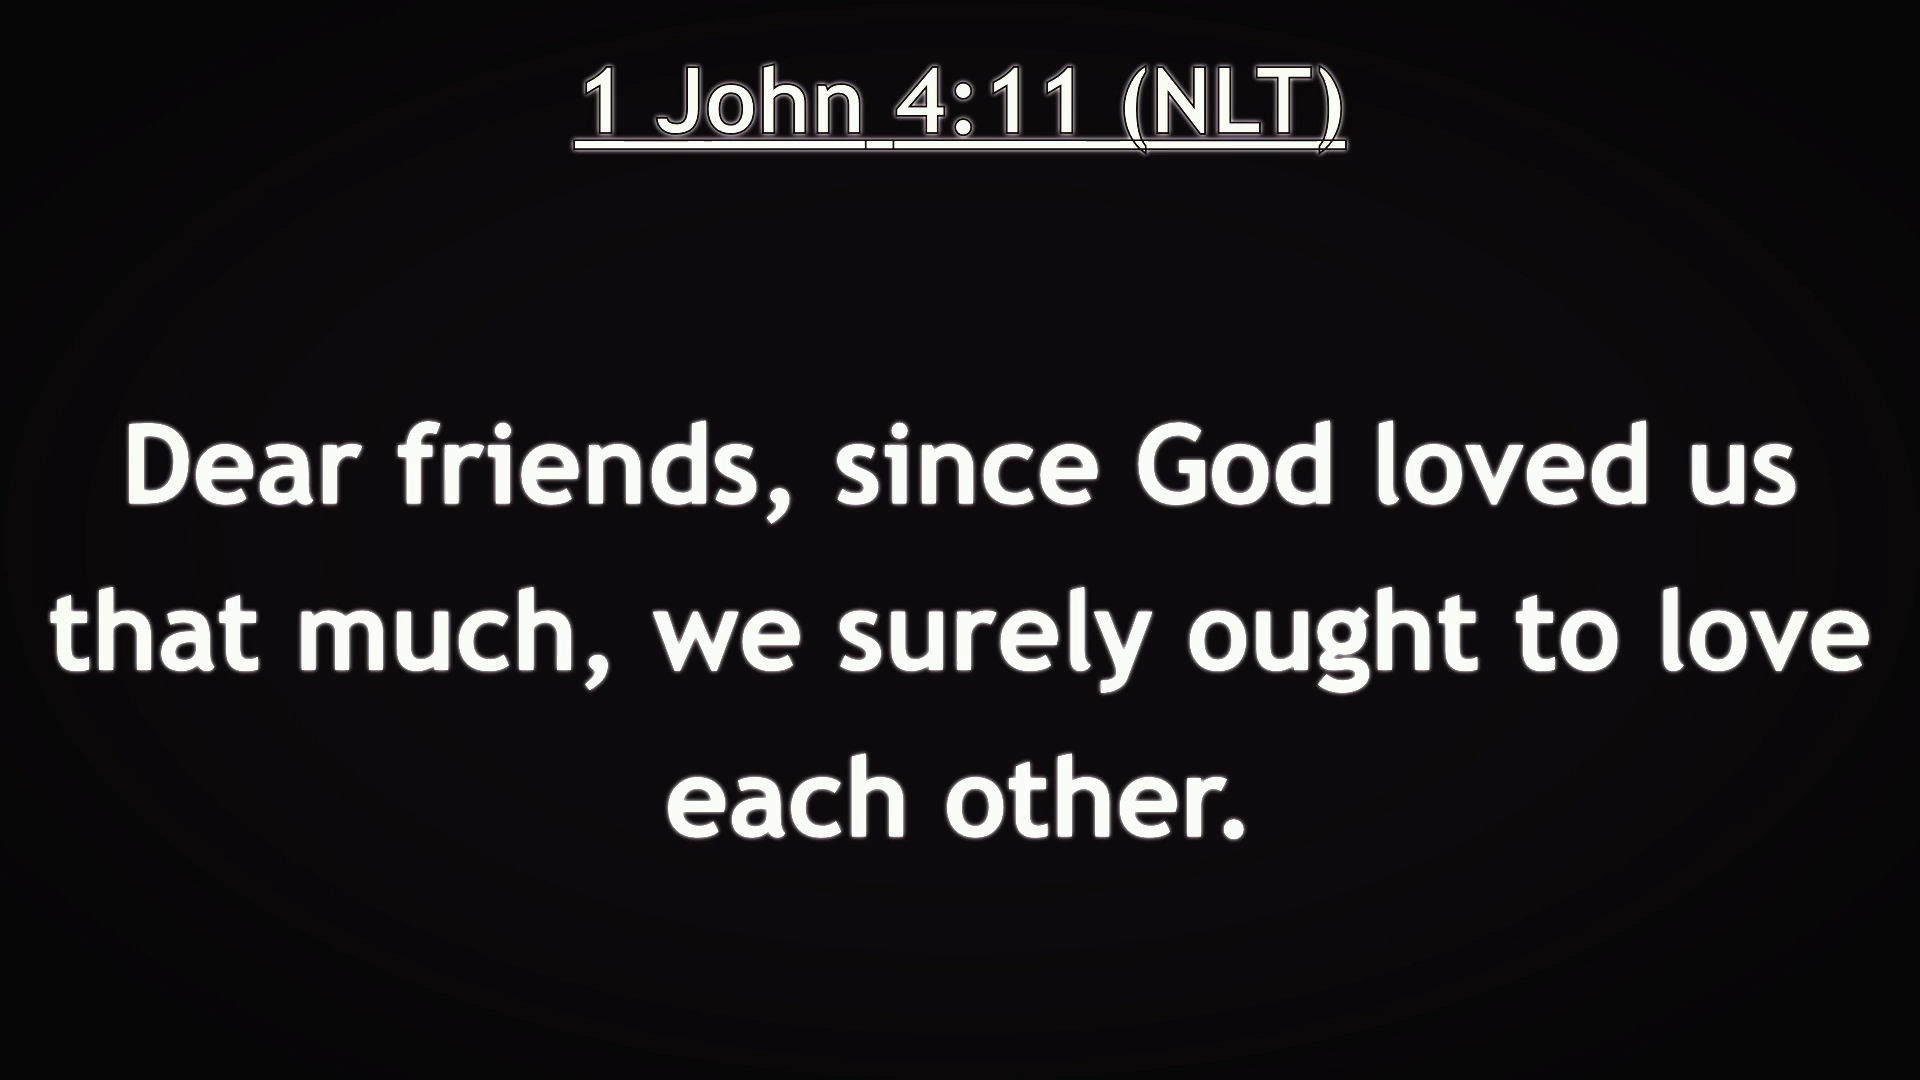 1 John 4:11 (NLT)
Dear friends, since God loved us
that much, we surely ought to love
each other.